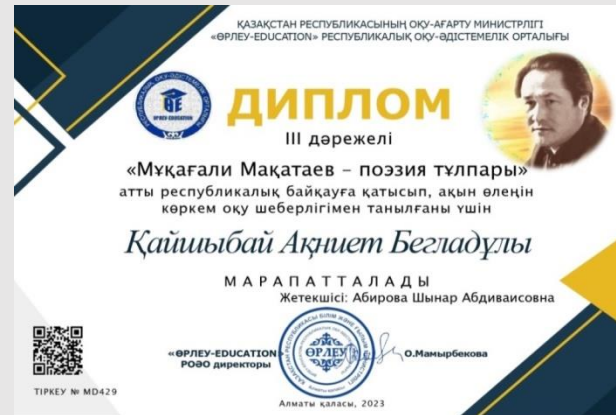 ҚАЗАҚСТАН РЕСПУБЛИКАСЫНЫҢ ОҚУ-АҒАРТУ МИНИСТРЛІГІ
«ӨРЛЕУ-EDUCATION» РЕСПУБЛИКАЛЫҚ ОҚУ-ӘДІСТЕМЕЛІК ОРТАЛЫҒЫ
ӨРЛЕУ EDUCATION
ДИПЛОМ
III дәрежелі
«Мұқағали Мақатаев – поэзия тұлпары»
атты республикалық байқауға қатысып, ақын өлеңін
көркем оқу шеберлігімен танылғаны үшін
Қайшыбай Ақниет Бегладұлы
МАРАПАТТАЛАДЫ
Жетекшісі: Абирова Шынар Абдиваисовна
«ӨРЛЕУ-EDUCATION»
РОӘО директоры
ӨРЛЕУ
О.Мамырбекова
ТІРКЕУ № MD429
Алматы қаласы, 2023